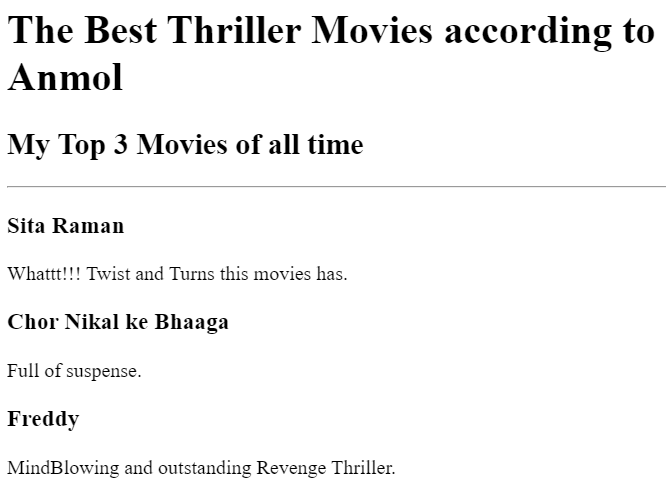 The Best Thriller Movies according to
Anmol
My Top 3 Movies of all time
Sita Raman
Whattt!!! Twist and Turns this movies has.
Chor Nikal ke Bhaaga
Full of suspense.
Freddy
MindBlowing and outstanding Revenge Thriller.